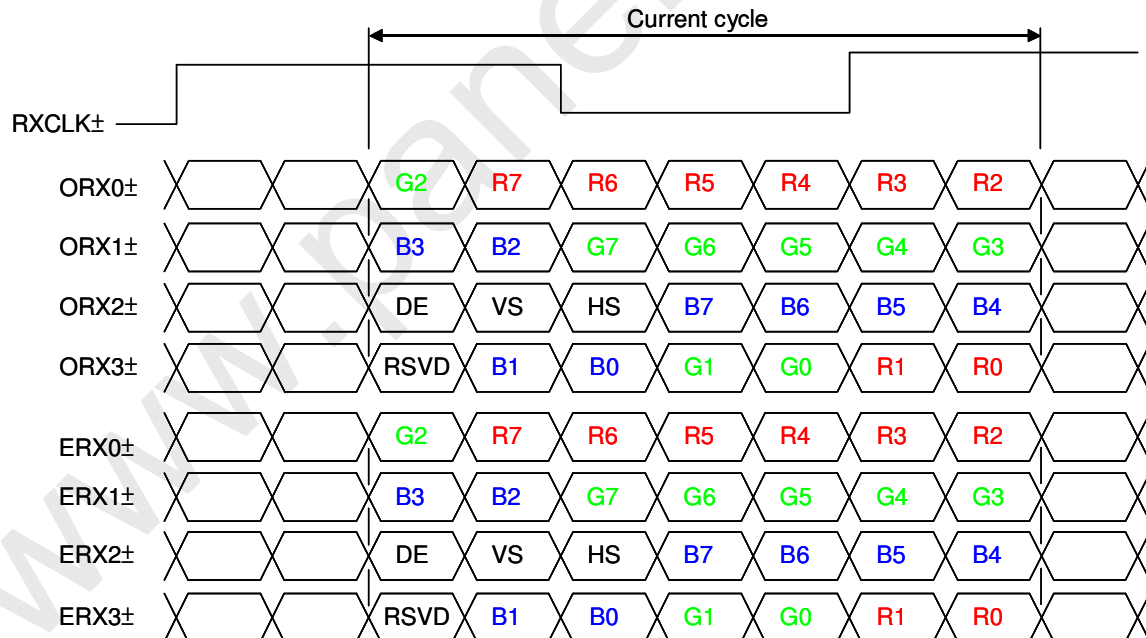 Current cycle
RXCLK±
ORX0± G2 R7 R6 R5 R4 R3 R2
ORX1± B3 B2 G7 G6 G5 G4 G3
ORX2± DE VS HS B7 B6 B5 B4
ORX3± RSVD B1 B0 G1 G0 R1 R0
ERX0± G2 R7 R6 R5 R4 R3 R2
ERX1± B3 B2 G7 G6 G5 G4 G3
ERX2± DE VS HS B7 B6 B5 B4
ERX3± RSVD B1 B0 G1 G0 R1 R0
www.panel